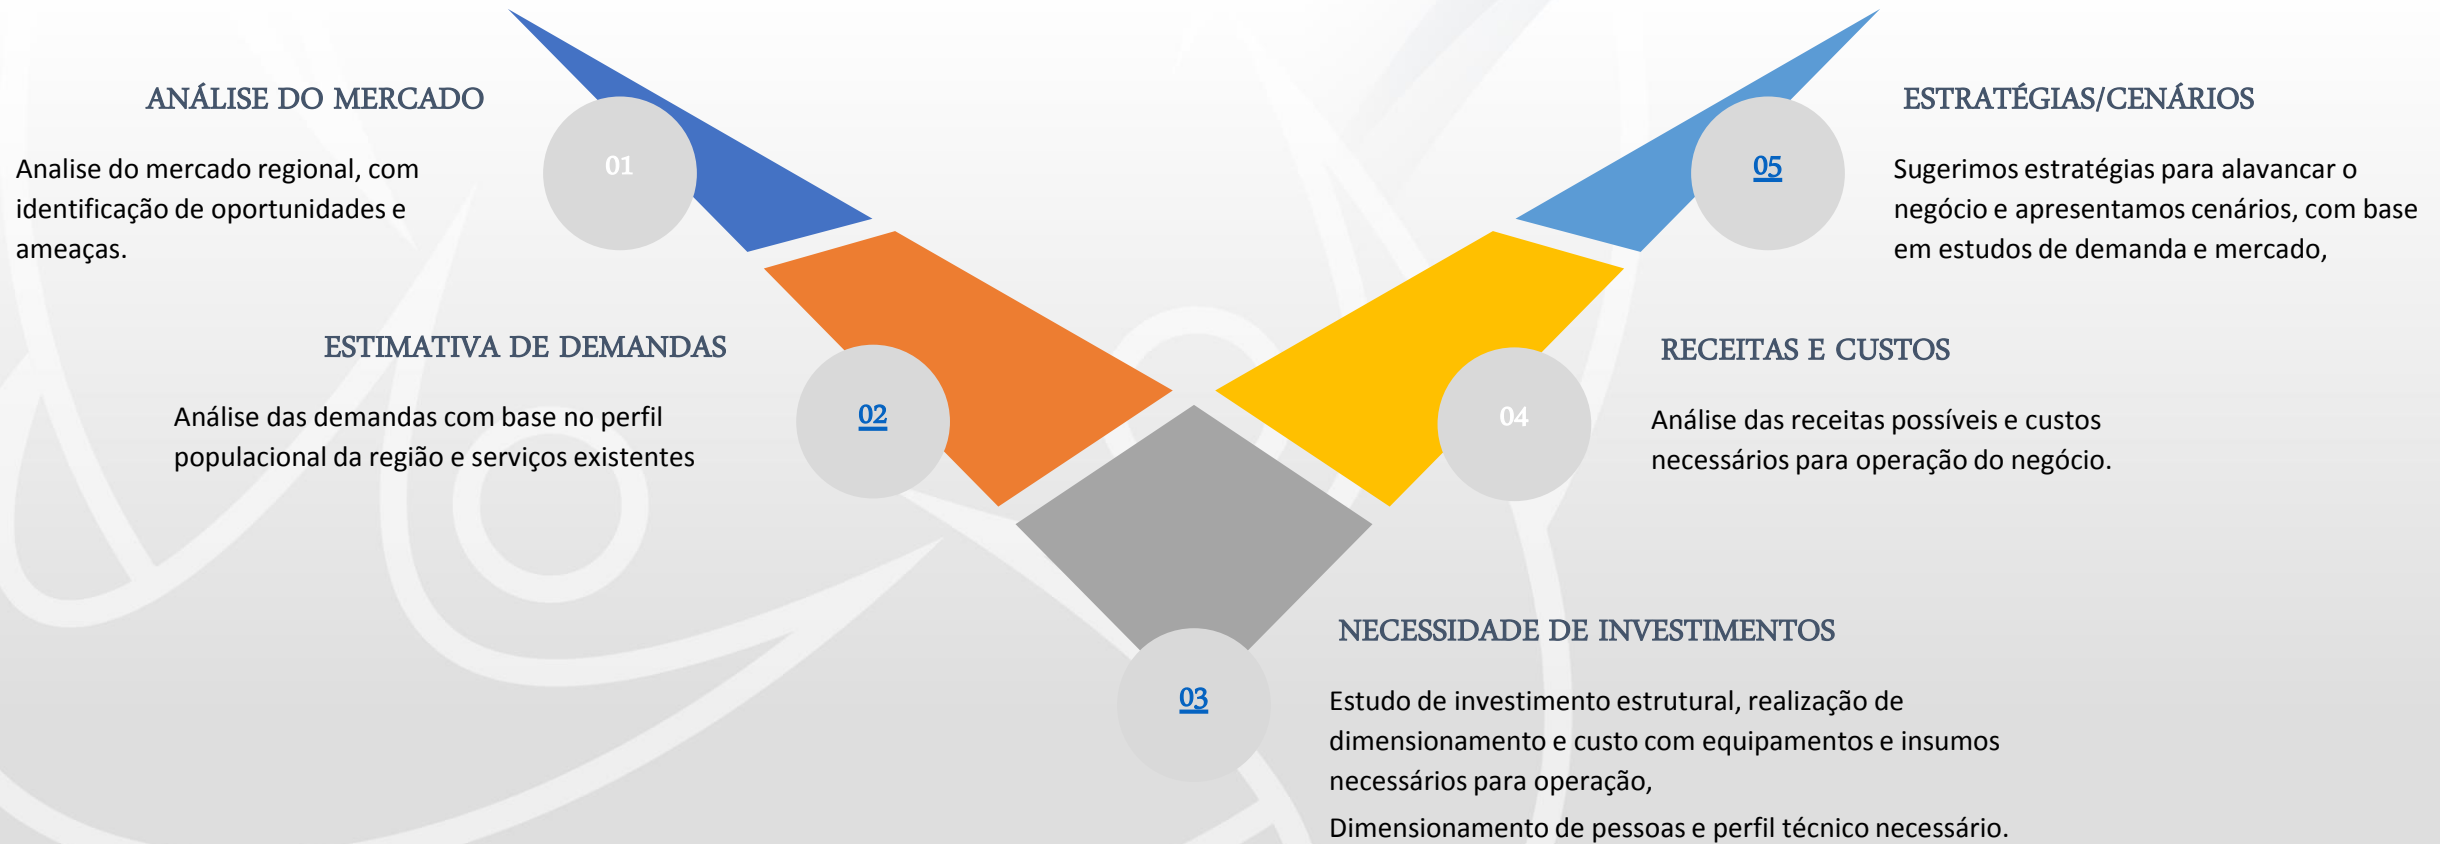 ANÁLISE DO MERCADO
Analise do mercado regional, com
identificação de oportunidades e
ameaças.
01
ESTIMATIVA DE DEMANDAS
Análise das demandas com base no perfil
populacional da região e serviços existentes
02
NECESSIDADE DE INVESTIMENTOS
Estudo de investimento estrutural, realização de
dimensionamento e custo com equipamentos e insumos
necessários para operação,
Dimensionamento de pessoas e perfil técnico necessário.
03
RECEITAS E CUSTOS
Análise das receitas possíveis e custos
necessários para operação do negócio.
04
ESTRATÉGIAS/CENÁRIOS
Sugerimos estratégias para alavancar o
negócio e apresentamos cenários, com base
em estudos de demanda e mercado,
05